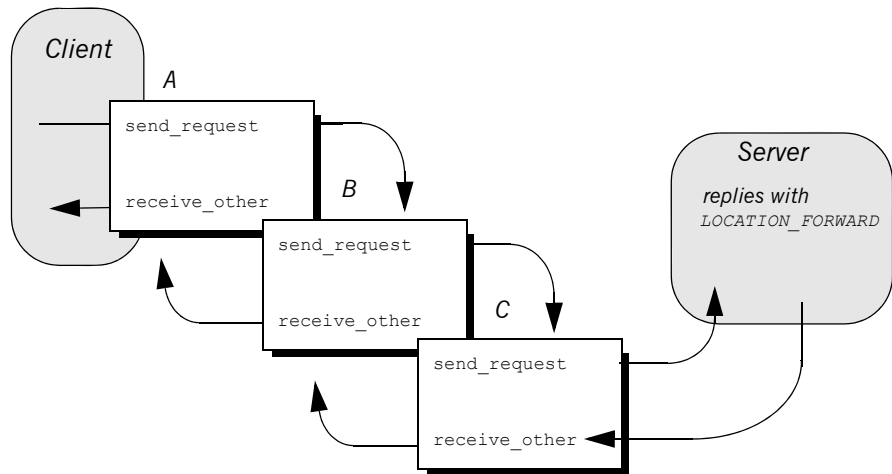 Client
A
send_request
receive_other
B
send_request
receive_other
C
send_request
receive_other
Server
replies with
LOCATION_FORWARD